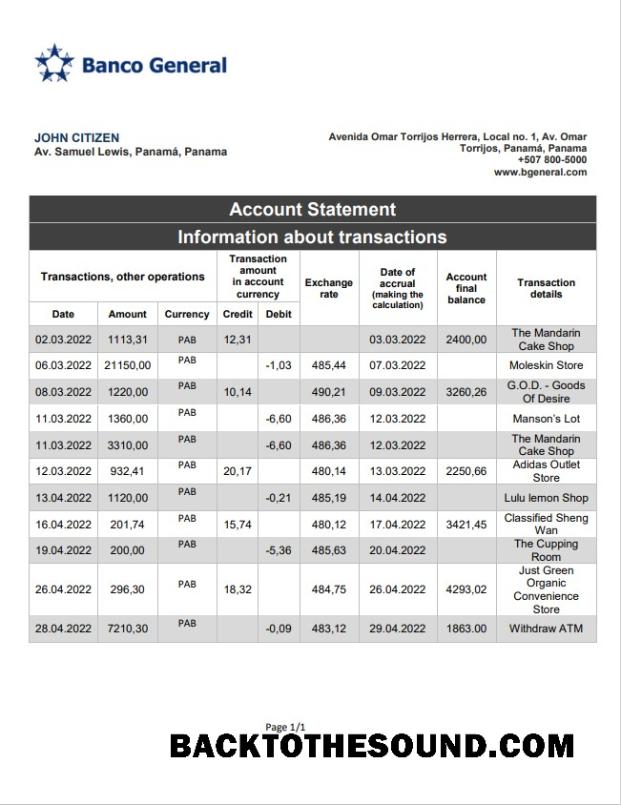 Banco General
JOHN CITIZEN
Av. Samuel Lewis, Panamá, Panama
Avenida Omar Torrijos Herrera, Local no. 1, Av. Omar
Torrijos, Panamá, Panama
+507 800-5000
www.bgeneral.com
Account Statement
Information about transactions
Transactions, other operations
Transaction
amount
in account
currency
Exchange
rate
Date of
accrual
(making the
calculation)
Account
final
balance
Transaction
details
Date Amount Currency Credit Debit
02.03.2022 1113,31 PAB 12,31 03.03.2022 2400,00 The Mandarin
Cake Shop
06.03.2022 21150,00 PAB -1,03 485,44 07.03.2022 Moleskin Store
08.03.2022 1220,00 PAB 10,14 490,21 09.03.2022 3260,26 G.O.D. - Goods
Of Desire
11.03.2022 1360,00 PAB -6,60 486,36 12.03.2022 Manson's Lot
11.03.2022 3310,00 PAB -6,60 486,36 12.03.2022 The Mandarin
Cake Shop
12.03.2022 932,41 PAB 20,17 480,14 13.03.2022 2250,66 Adidas Outlet
Store
13.04.2022 1120,00 PAB -0,21 485,19 14.04.2022 Lulu lemon Shop
16.04.2022 201,74 PAB 15,74 480,12 17.04.2022 3421,45 Classified Sheng
Wan
19.04.2022 200,00 PAB -5,36 485,63 20.04.2022 The Cupping
Room
26.04.2022 296,30 PAB 18,32 484,75 26.04.2022 4293,02 Just Green
Organic
Convenience
Store
28.04.2022 7210,30 PAB -0,09 483,12 29.04.2022 1863.00 Withdraw ATM
Page 1/1
BACKTOTHESOUND.COM